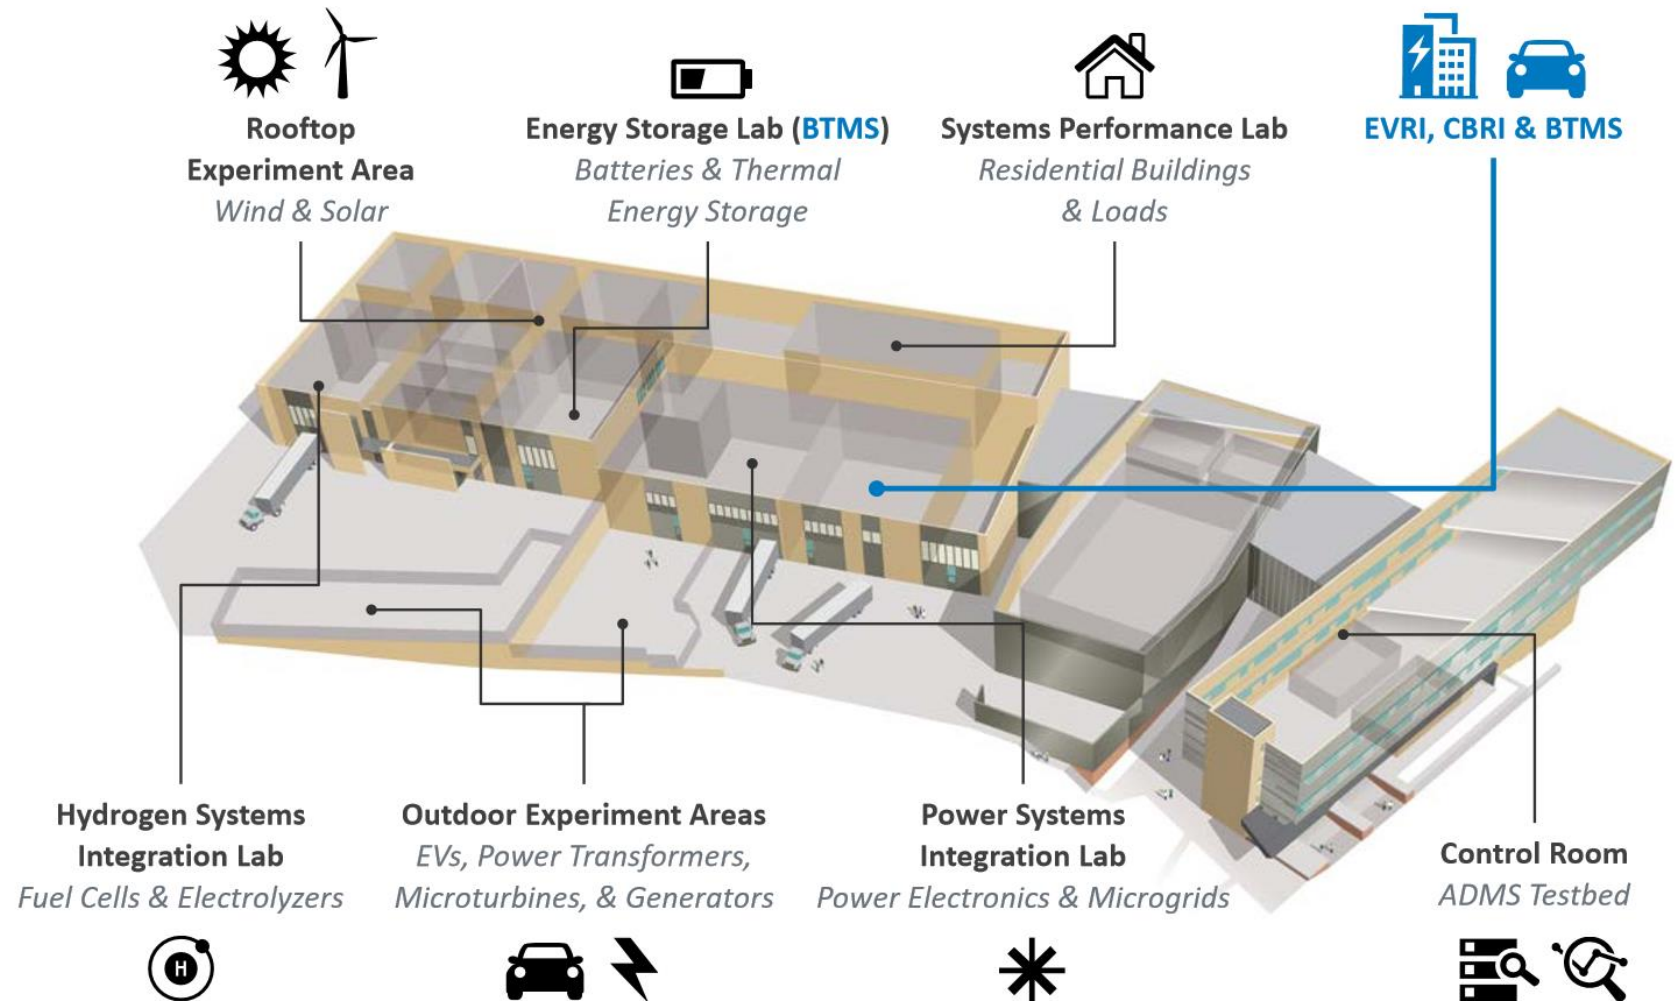 Rooftop
Experiment Area
Wind & Solar
Energy Storage Lab (BTMS)
Batteries & Thermal
Energy Storage
Systems Performance Lab
Residential Buildings
& Loads
EVRI, CBRI & BTMS
Hydrogen Systems
Integration Lab
Fuel Cells & Electrolyzers
H
Outdoor Experiment Areas
EVs, Power Transformers,
Microturbines, & Generators
Power Systems
Integration Lab
Power Electronics & Microgrids
Control Room
ADMS Testbed